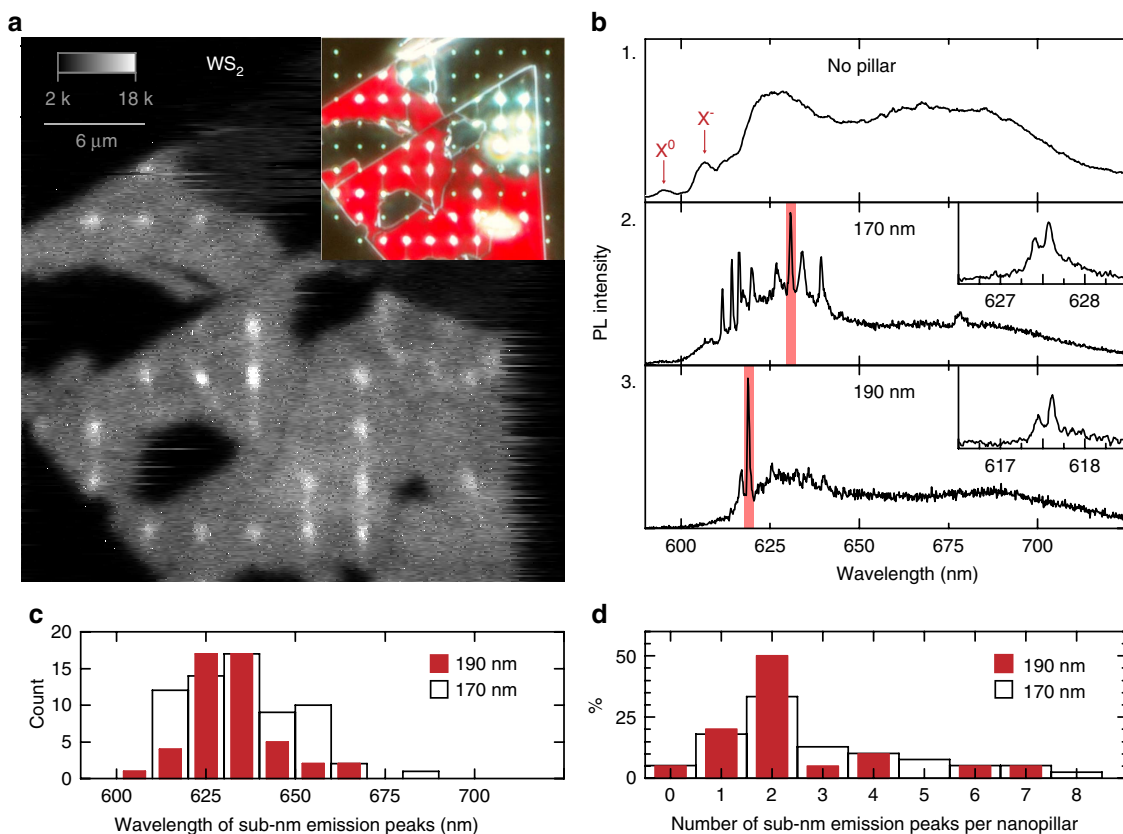 a
WS2
2 k 18 k
6 μm
b
1.
No pillar
X0
X-
2.
170 nm
627 628
3.
190 nm
617 618
PL intensity
600 625 650 675 700
Wavelength (nm)
c
20
15
10
5
0
Count
190 nm
170 nm
600 625 650 675 700
Wavelength of sub-nm emission peaks (nm)
d
50
25
0
%
190 nm
170 nm
0 1 2 3 4 5 6 7 8
Number of sub-nm emission peaks per nanopillar